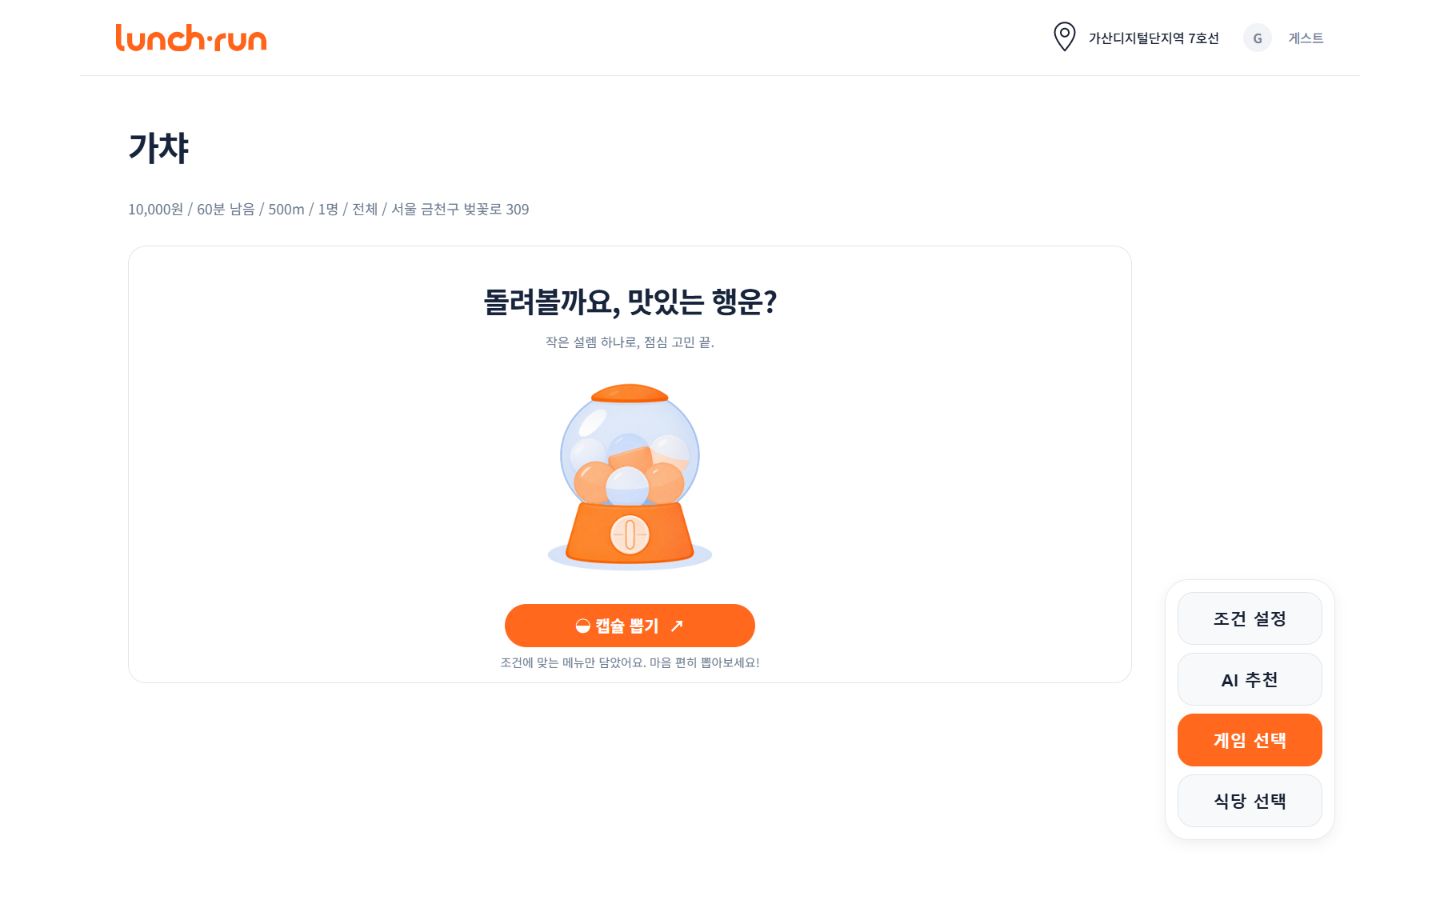 lunch·run
가산디지털단지역 7호선
G
게스트
가챠
10,000원 / 60분 남음 / 500m / 1명 / 전체 / 서울 금천구 벚꽃로 309
돌려볼까요, 맛있는 행운?
작은 설렘 하나로, 점심 고민 끝.
캡슐 뽑기 ↗
조건에 맞는 메뉴만 담았어요. 마음 편히 뽑아보세요!
조건 설정
AI 추천
게임 선택
식당 선택